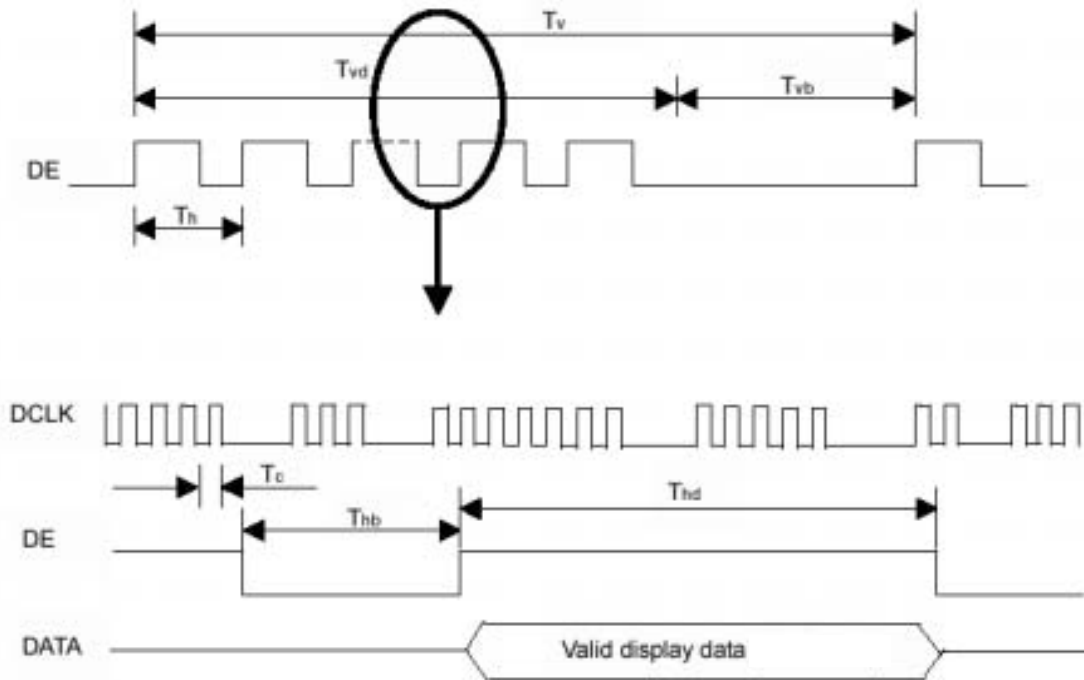 Tv
Tvd
Tvb
DE
Th
DCLK
Tc
Thd
Thb
DE
DATA
Valid display data